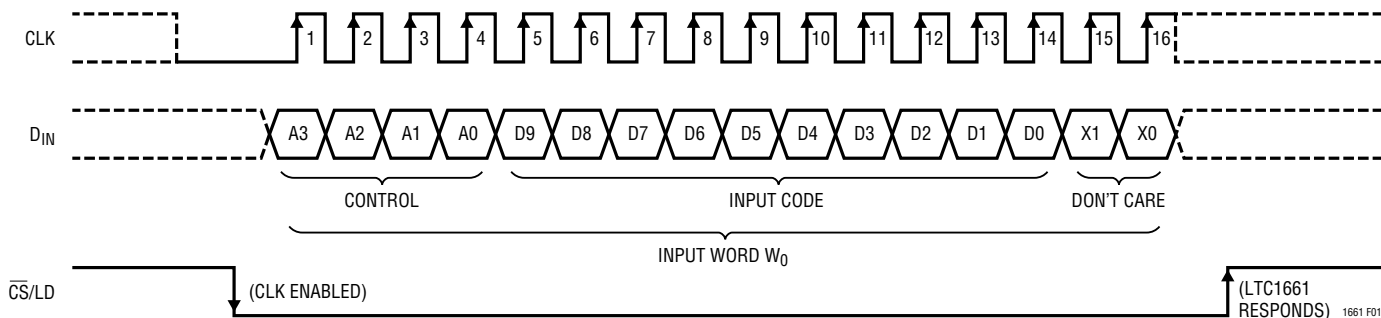 CLK 1 2 3 4 5 6 7 8 9 10 11 12 13 14 15 16
DIN A3 A2 A1 A0 D9 D8 D7 D6 D5 D4 D3 D2 D1 D0 X1 X0
CONTROL INPUT CODE DON'T CARE
INPUT WORD W0
CS/LD (CLK ENABLED) (LTC1661
RESPONDS) 1661 F01